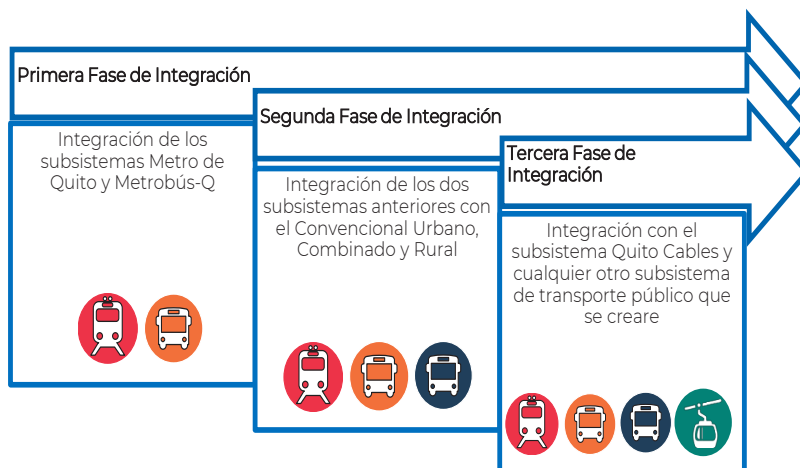 Primera Fase de Integración
Integración de los
subsistemas Metro de
Quito y Metrobús-Q
Segunda Fase de Integración
Integración de los dos
subsistemas anteriores con
el Convencional Urbano,
Combinado y Rural
Tercera Fase de
Integración
Integración con el
subsistema Quito Cables y
cualquier otro subsistema
de transporte público que
se creare